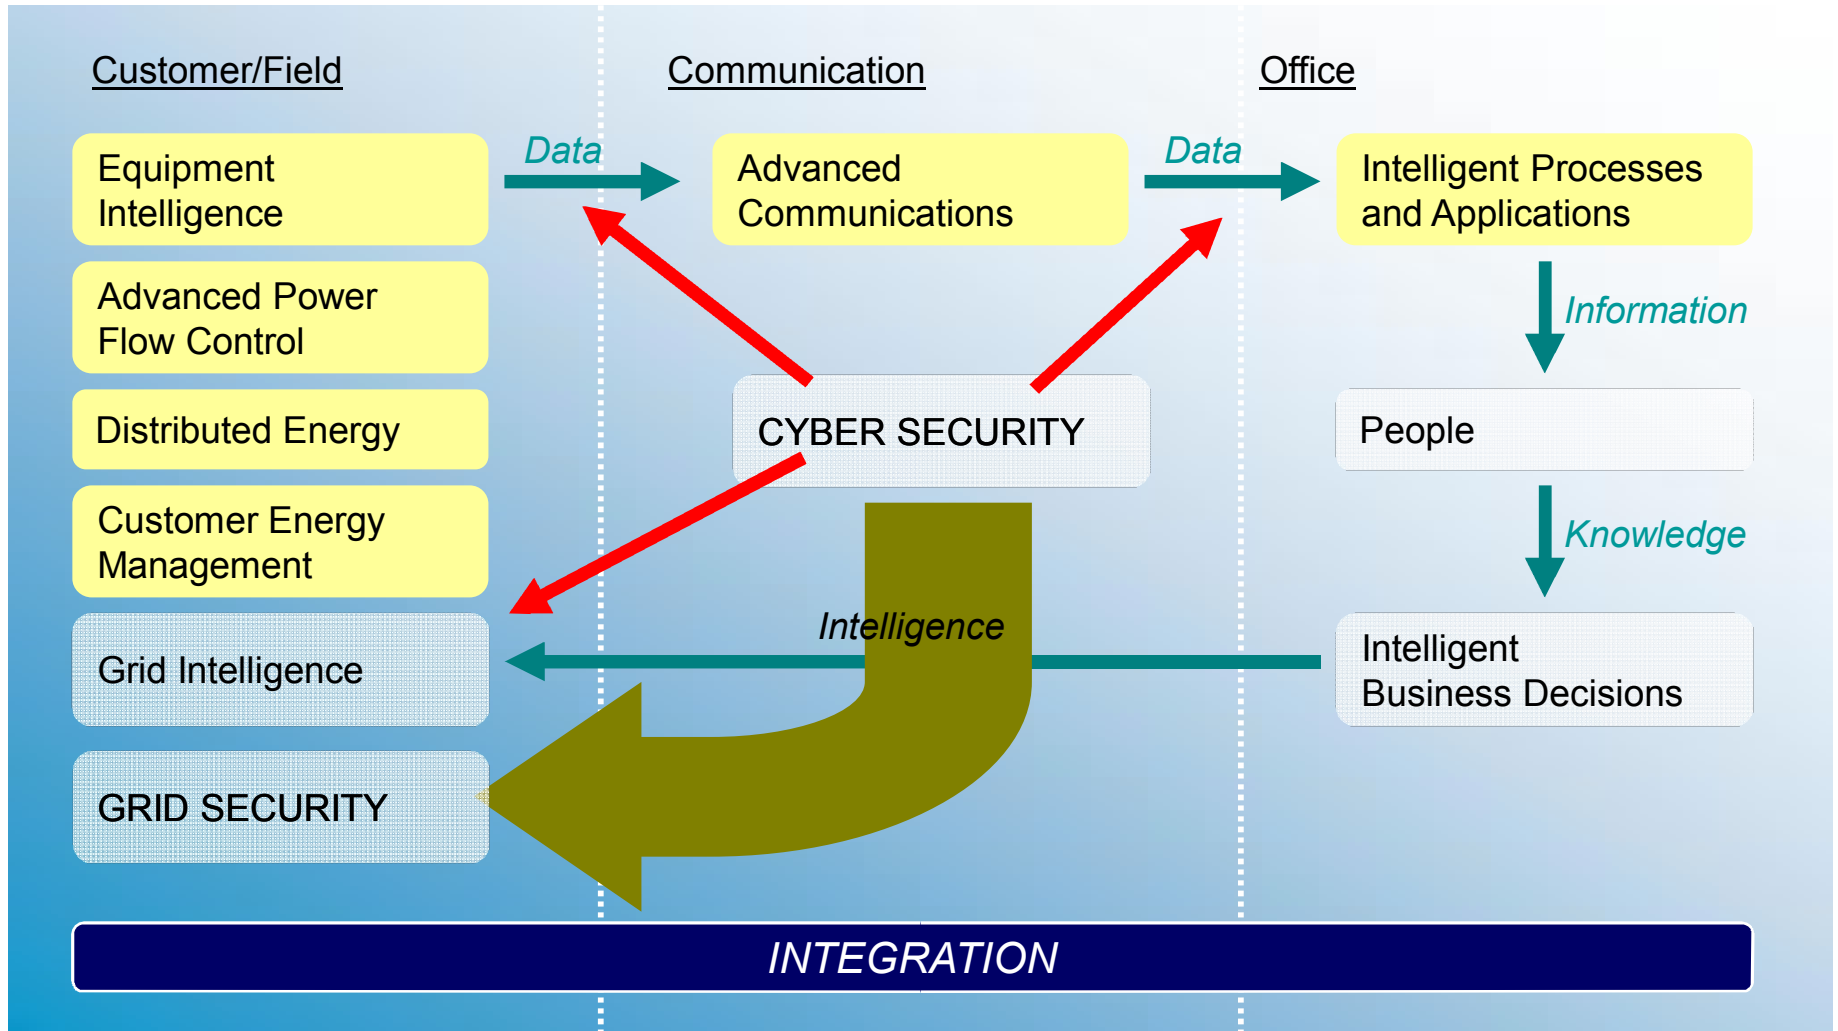 Customer/Field
Communication
Office
Equipment
Intelligence
Data
Advanced
Communications
Data
Intelligent Processes
and Applications
Advanced Power
Flow Control
Information
Distributed Energy
CYBER SECURITY
People
Customer Energy
Management
Knowledge
Grid Intelligence
Intelligence
Intelligent
Business Decisions
GRID SECURITY
INTEGRATION